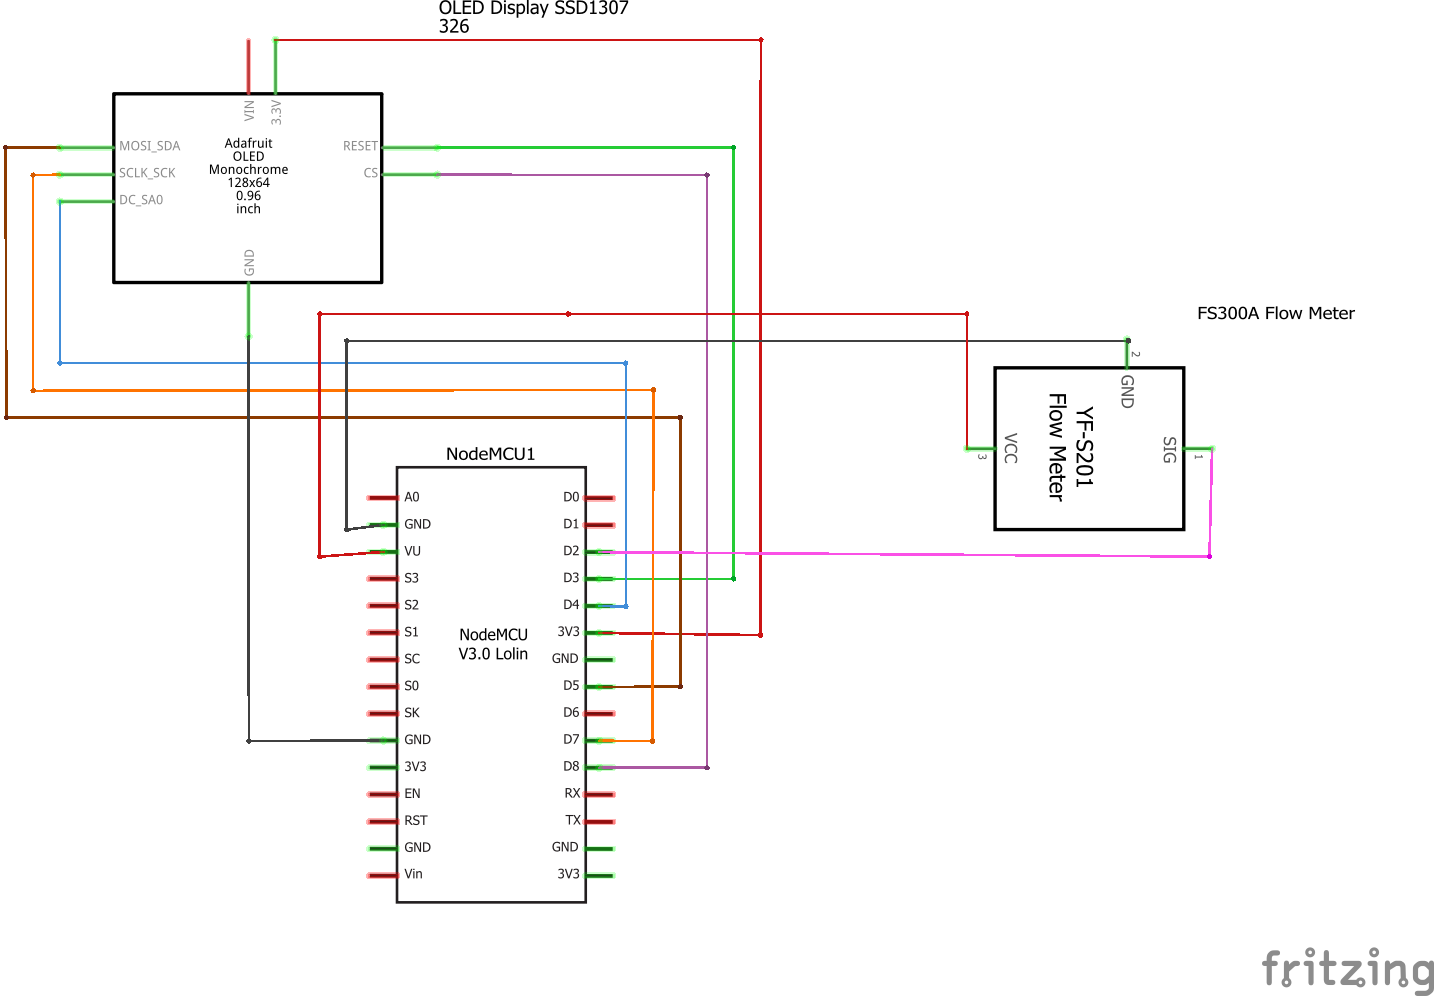 OLED Display SSD1307
326
VIN
3.3V
MOSI_SDA
SCLK_SCK
DC_SA0
Adafruit
OLED
Monochrome
128x64
0.96
inch
RESET
CS
GND
FS300A Flow Meter
2
GND
VCC
3
YF-S201
Flow Meter
SIG
1
NodeMCU1
A0
GND
VU
S3
S2
S1
SC
S0
SK
GND
3V3
EN
RST
GND
Vin
NodeMCU
V3.0 Lolin
D0
D1
D2
D3
D4
3V3
GND
D5
D6
D7
D8
RX
TX
GND
3V3
fritzing